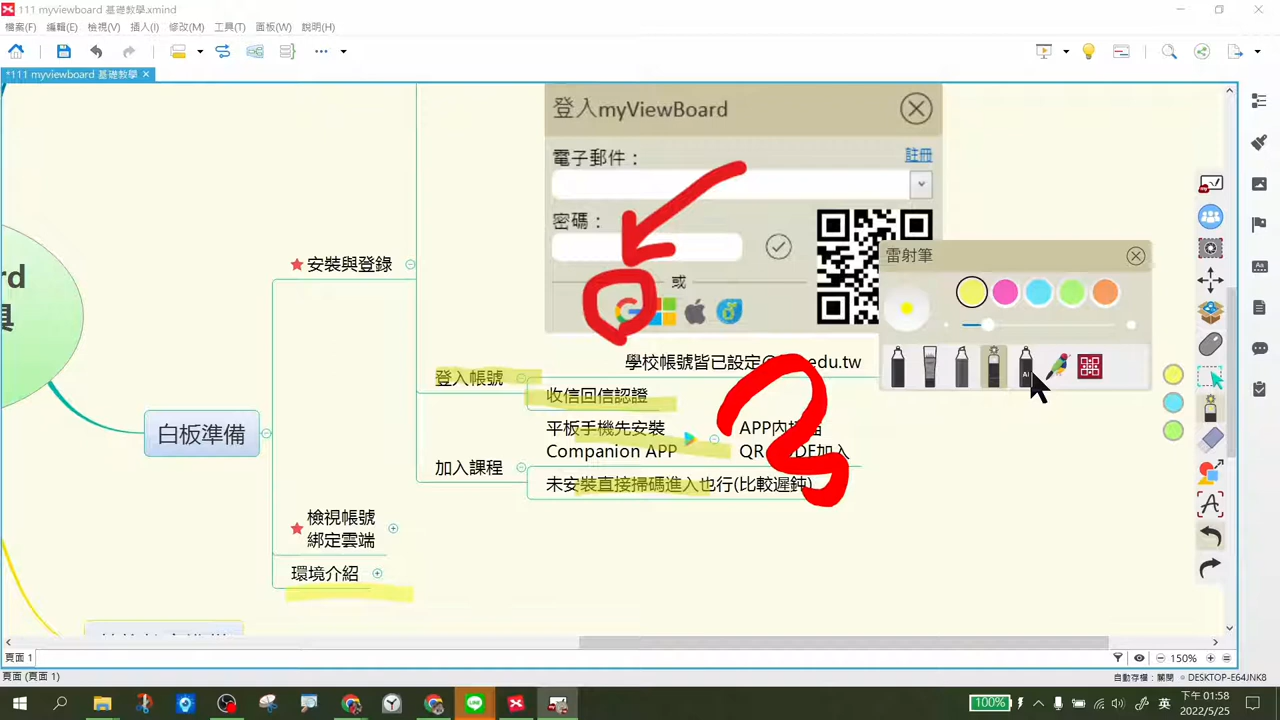 111 myviewboard 基礎教學.xmind
檔案(F) 編輯(E) 檢視(V) 插入(I) 修改(M) 工具(T) 面板(W) 說明(H)
*111 myviewboard 基礎教學
登入myViewBoard
電子郵件：
註冊
密碼：
或
雷射筆
安裝與登錄
學校帳號皆已設定@
edu.tw
登入帳號
收信回信認證
白板準備
平板手機先安裝
Companion APP
APP內
QR
DE加入
加入課程
未安裝直接掃碼進入也行(比較遲鈍)
檢視帳號
綁定雲端
環境介紹
AI
頁面 1
150%
頁面 (頁面 1)
自動存檔：關閉
DESKTOP-E64JNKB
100%
英
下午 01:58
2022/5/25